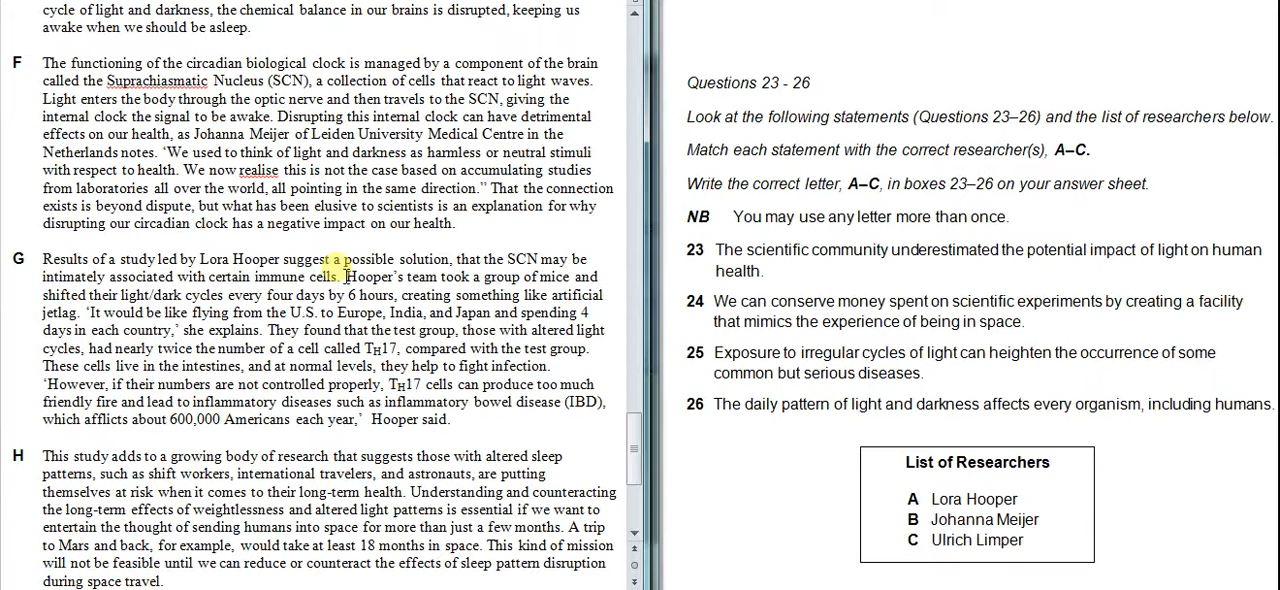 cycle of light and darkness, the chemical balance in our brains is disrupted, keeping us
awake when we should be asleep.
F The functioning of the circadian biological clock is managed by a component of the brain
called the Suprachiasmatic Nucleus (SCN), a collection of cells that react to light waves.
Light enters the body through the optic nerve and then travels to the SCN, giving the
internal clock the signal to be awake. Disrupting this internal clock can have detrimental
effects on our health, as Johanna Meijer of Leiden University Medical Centre in the
Netherlands notes. ‘We used to think of light and darkness as harmless or neutral stimuli
with respect to health. We now realise this is not the case based on accumulating studies
from laboratories all over the world, all pointing in the same direction.” That the connection
exists is beyond dispute, but what has been elusive to scientists is an explanation for why
disrupting our circadian clock has a negative impact on our health.
G Results of a study led by Lora Hooper suggest a possible solution, that the SCN may be
intimately associated with certain immune cells. Hooper’s team took a group of mice and
shifted their light/dark cycles every four days by 6 hours, creating something like artificial
jetlag. ‘It would be like flying from the U.S. to Europe, India, and Japan and spending 4
days in each country,’ she explains. They found that the test group, those with altered light
cycles, had nearly twice the number of a cell called TH17, compared with the test group.
These cells live in the intestines, and at normal levels, they help to fight infection.
‘However, if their numbers are not controlled properly, TH17 cells can produce too much
friendly fire and lead to inflammatory diseases such as inflammatory bowel disease (IBD),
which afflicts about 600,000 Americans each year,’ Hooper said.
H This study adds to a growing body of research that suggests those with altered sleep
patterns, such as shift workers, international travelers, and astronauts, are putting
themselves at risk when it comes to their long-term health. Understanding and counteracting
the long-term effects of weightlessness and altered light patterns is essential if we want to
entertain the thought of sending humans into space for more than just a few months. A trip
to Mars and back, for example, would take at least 18 months in space. This kind of mission
will not be feasible until we can reduce or counteract the effects of sleep pattern disruption
during space travel.
Questions 23 - 26
Look at the following statements (Questions 23–26) and the list of researchers below.
Match each statement with the correct researcher(s), A–C.
Write the correct letter, A–C, in boxes 23–26 on your answer sheet.
NB You may use any letter more than once.
23 The scientific community underestimated the potential impact of light on human
health.
24 We can conserve money spent on scientific experiments by creating a facility
that mimics the experience of being in space.
25 Exposure to irregular cycles of light can heighten the occurrence of some
common but serious diseases.
26 The daily pattern of light and darkness affects every organism, including humans.
List of Researchers
A Lora Hooper
B Johanna Meijer
C Ulrich Limper